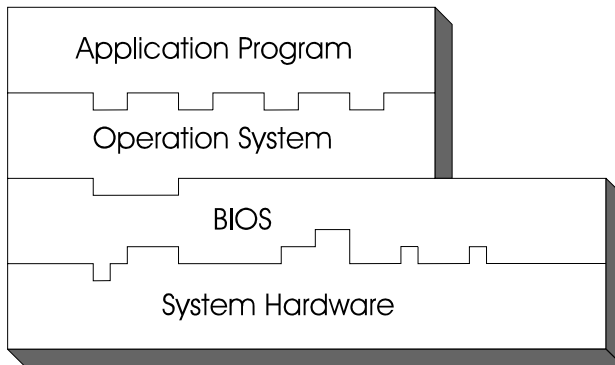 Application Program
Operation System
BIOS
System Hardware